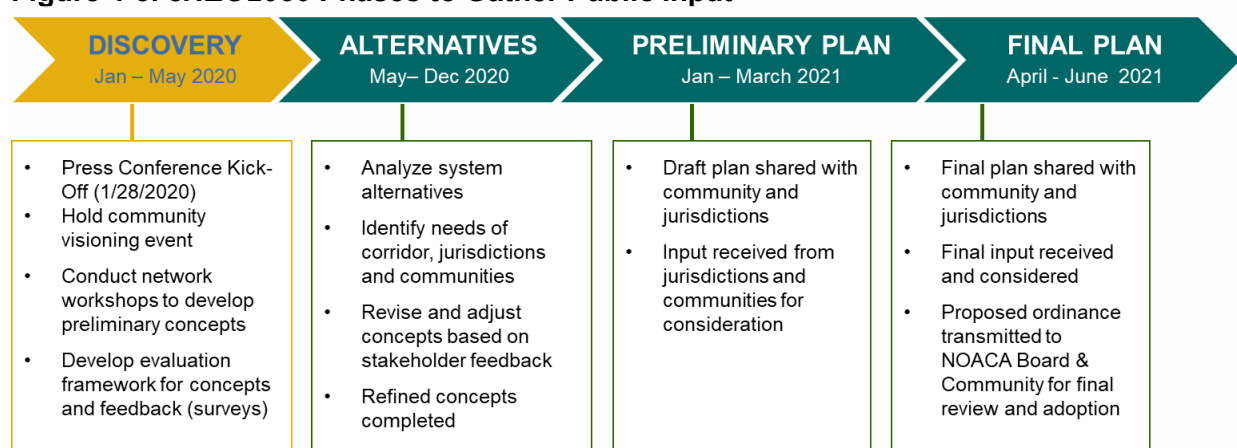 DISCOVERY
Jan – May 2020
ALTERNATIVES
May– Dec 2020
PRELIMINARY PLAN
Jan – March 2021
FINAL PLAN
April - June 2021
• Press Conference Kick-
Off (1/28/2020)
• Hold community
visioning event
• Conduct network
workshops to develop
preliminary concepts
• Develop evaluation
framework for concepts
and feedback (surveys)
• Analyze system
alternatives
• Identify needs of
corridor, jurisdictions
and communities
• Revise and adjust
concepts based on
stakeholder feedback
• Refined concepts
completed
• Draft plan shared with
community and
jurisdictions
• Input received from
jurisdictions and
communities for
consideration
• Final plan shared with
community and
jurisdictions
• Final input received
and considered
• Proposed ordinance
transmitted to
NOACA Board &
Community for final
review and adoption